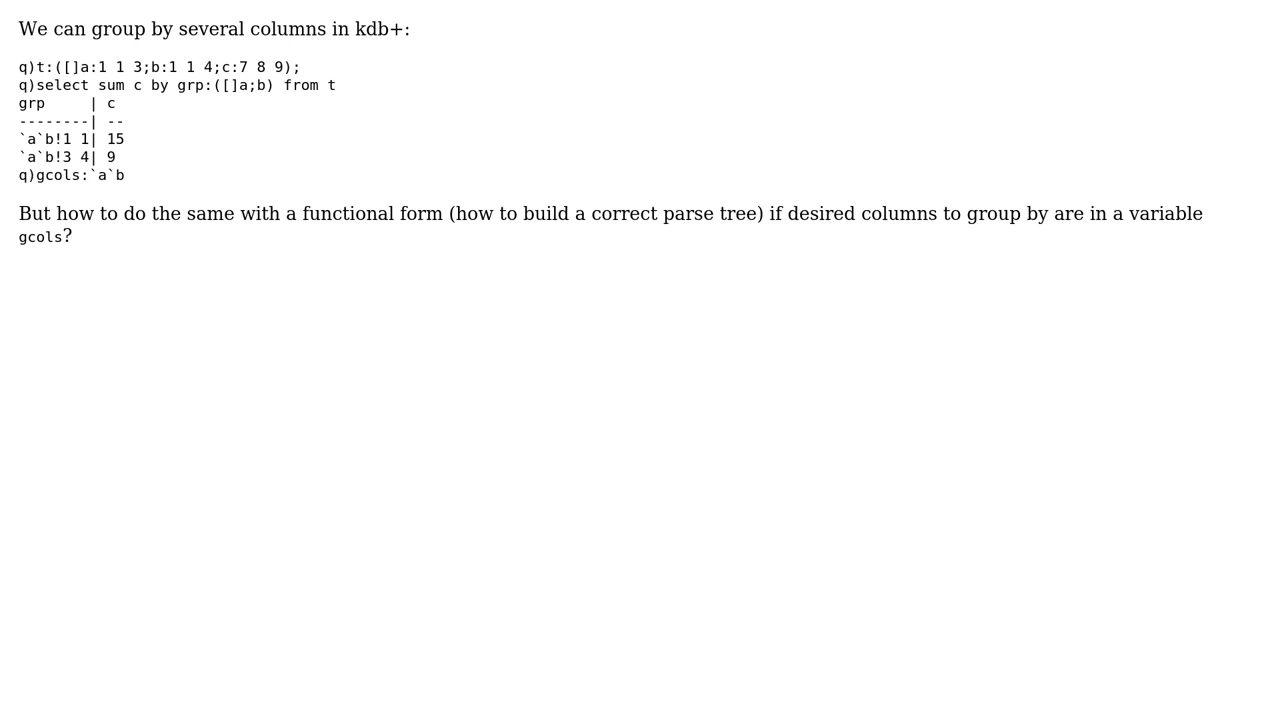 We can group by several columns in kdb+:
q)t:([]a:1 1 3;b:1 1 4;c:7 8 9);
q)select sum c by grp:([]a;b) from t
grp     | c
--------| --
`a`b!1 1| 15
`a`b!3 4| 9
q)gcols:`a`b
But how to do the same with a functional form (how to build a correct parse tree) if desired columns to group by are in a variable
gcols?